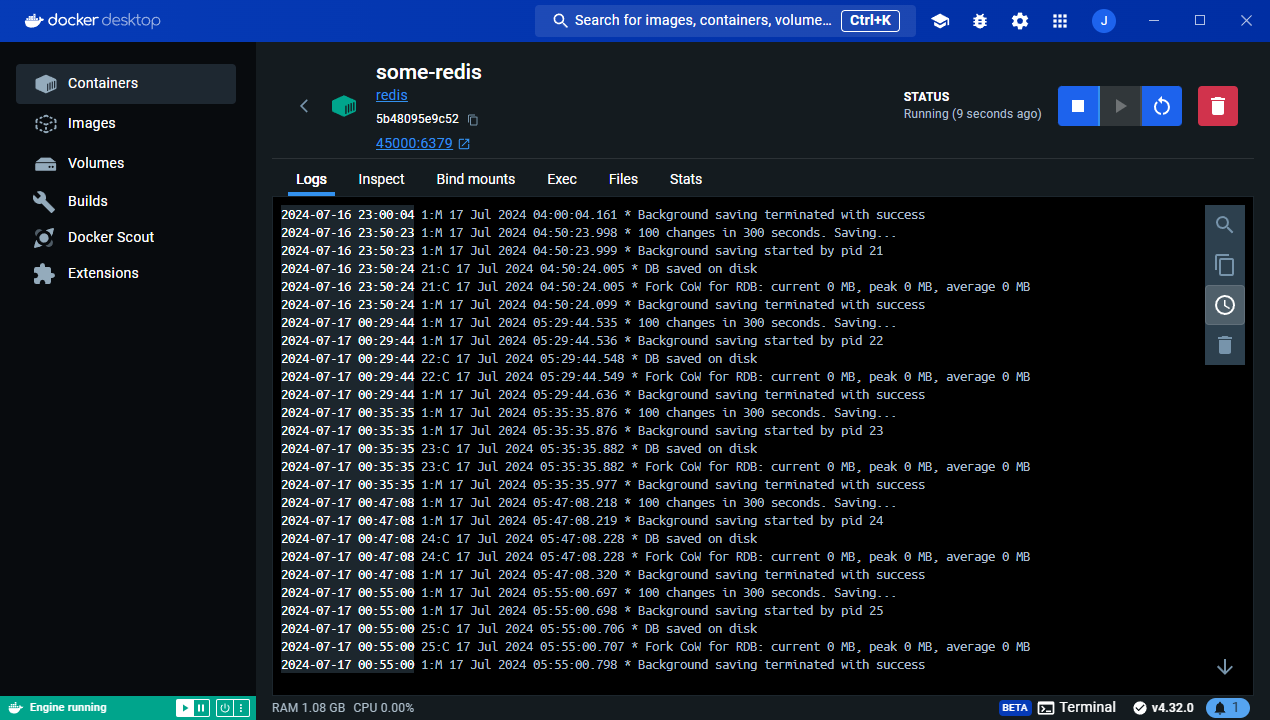 docker desktop
Search for images, containers, volume... Ctrl+K
J
Containers
Images
Volumes
Builds
Docker Scout
Extensions
some-redis
redis
5b48095e9c52
45000:6379
STATUS
Running (9 seconds ago)
Logs Inspect Bind mounts Exec Files Stats
2024-07-16 23:00:04 1:M 17 Jul 2024 04:00:04.161 * Background saving terminated with success
2024-07-16 23:50:23 1:M 17 Jul 2024 04:50:23.998 * 100 changes in 300 seconds. Saving...
2024-07-16 23:50:23 1:M 17 Jul 2024 04:50:23.999 * Background saving started by pid 21
2024-07-16 23:50:24 21:C 17 Jul 2024 04:50:24.005 * DB saved on disk
2024-07-16 23:50:24 21:C 17 Jul 2024 04:50:24.005 * Fork CoW for RDB: current 0 MB, peak 0 MB, average 0 MB
2024-07-16 23:50:24 1:M 17 Jul 2024 04:50:24.099 * Background saving terminated with success
2024-07-17 00:29:44 1:M 17 Jul 2024 05:29:44.535 * 100 changes in 300 seconds. Saving...
2024-07-17 00:29:44 1:M 17 Jul 2024 05:29:44.536 * Background saving started by pid 22
2024-07-17 00:29:44 22:C 17 Jul 2024 05:29:44.548 * DB saved on disk
2024-07-17 00:29:44 22:C 17 Jul 2024 05:29:44.549 * Fork CoW for RDB: current 0 MB, peak 0 MB, average 0 MB
2024-07-17 00:29:44 1:M 17 Jul 2024 05:29:44.636 * Background saving terminated with success
2024-07-17 00:35:35 1:M 17 Jul 2024 05:35:35.876 * 100 changes in 300 seconds. Saving...
2024-07-17 00:35:35 1:M 17 Jul 2024 05:35:35.876 * Background saving started by pid 23
2024-07-17 00:35:35 23:C 17 Jul 2024 05:35:35.882 * DB saved on disk
2024-07-17 00:35:35 23:C 17 Jul 2024 05:35:35.882 * Fork CoW for RDB: current 0 MB, peak 0 MB, average 0 MB
2024-07-17 00:35:35 1:M 17 Jul 2024 05:35:35.977 * Background saving terminated with success
2024-07-17 00:47:08 1:M 17 Jul 2024 05:47:08.218 * 100 changes in 300 seconds. Saving...
2024-07-17 00:47:08 1:M 17 Jul 2024 05:47:08.219 * Background saving started by pid 24
2024-07-17 00:47:08 24:C 17 Jul 2024 05:47:08.228 * DB saved on disk
2024-07-17 00:47:08 24:C 17 Jul 2024 05:47:08.228 * Fork CoW for RDB: current 0 MB, peak 0 MB, average 0 MB
2024-07-17 00:47:08 1:M 17 Jul 2024 05:47:08.320 * Background saving terminated with success
2024-07-17 00:55:00 1:M 17 Jul 2024 05:55:00.697 * 100 changes in 300 seconds. Saving...
2024-07-17 00:55:00 1:M 17 Jul 2024 05:55:00.698 * Background saving started by pid 25
2024-07-17 00:55:00 25:C 17 Jul 2024 05:55:00.706 * DB saved on disk
2024-07-17 00:55:00 25:C 17 Jul 2024 05:55:00.707 * Fork CoW for RDB: current 0 MB, peak 0 MB, average 0 MB
2024-07-17 00:55:00 1:M 17 Jul 2024 05:55:00.798 * Background saving terminated with success
Engine running
RAM 1.08 GB CPU 0.00%
BETA Terminal
v4.32.0
1